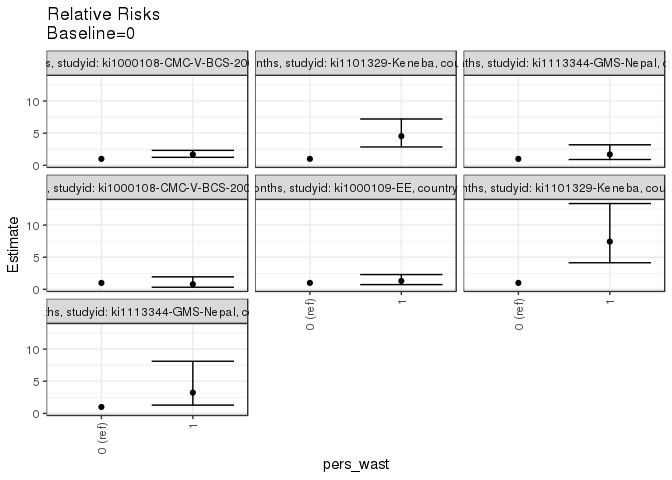 Relative Risks
Baseline=0
s, studyid: ki1000108-CMC-V-BCS-200
nths, studyid: ki1101329-Keneba, cou
nths, studyid: ki1113344-GMS-Nepal, c
10
5
0
, studyid: ki1000108-CMC-V-BCS-200
onths, studyid: ki1000109-EE, country
nths, studyid: ki1101329-Keneba, cou
10
5
0
Estimate
ths, studyid: ki1113344-GMS-Nepal, co
10
5
0
0 (ref)
1
0 (ref)
1
0 (ref)
1
pers_wast